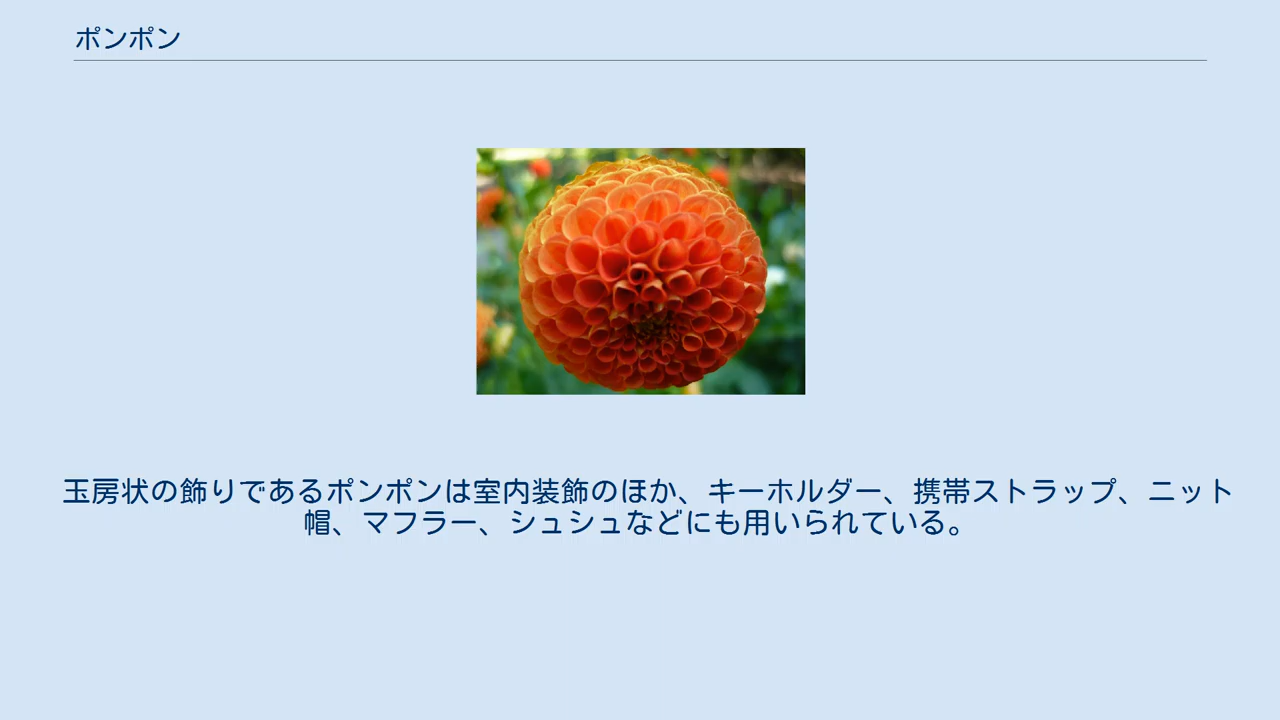 ポンポン
玉房状の飾りであるポンポンは室内装飾のほか、キーホルダー、携帯ストラップ、ニット
帽、マフラー、シュシュなどにも用いられている。